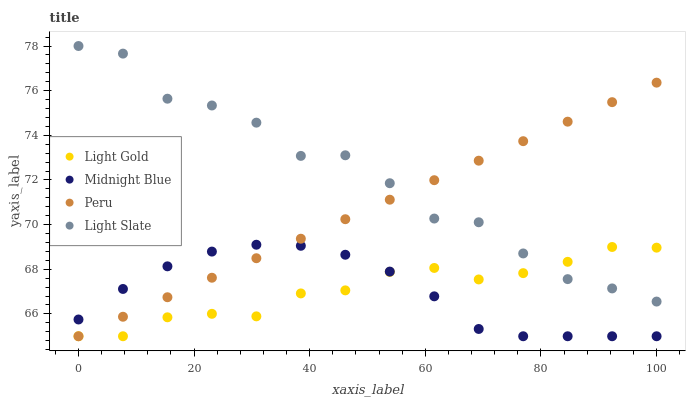 title
78
76
74
72
70
68
66
yaxis_label
Light Gold
Midnight Blue
Peru
Light Slate
0 20 40 60 80 100
xaxis_label